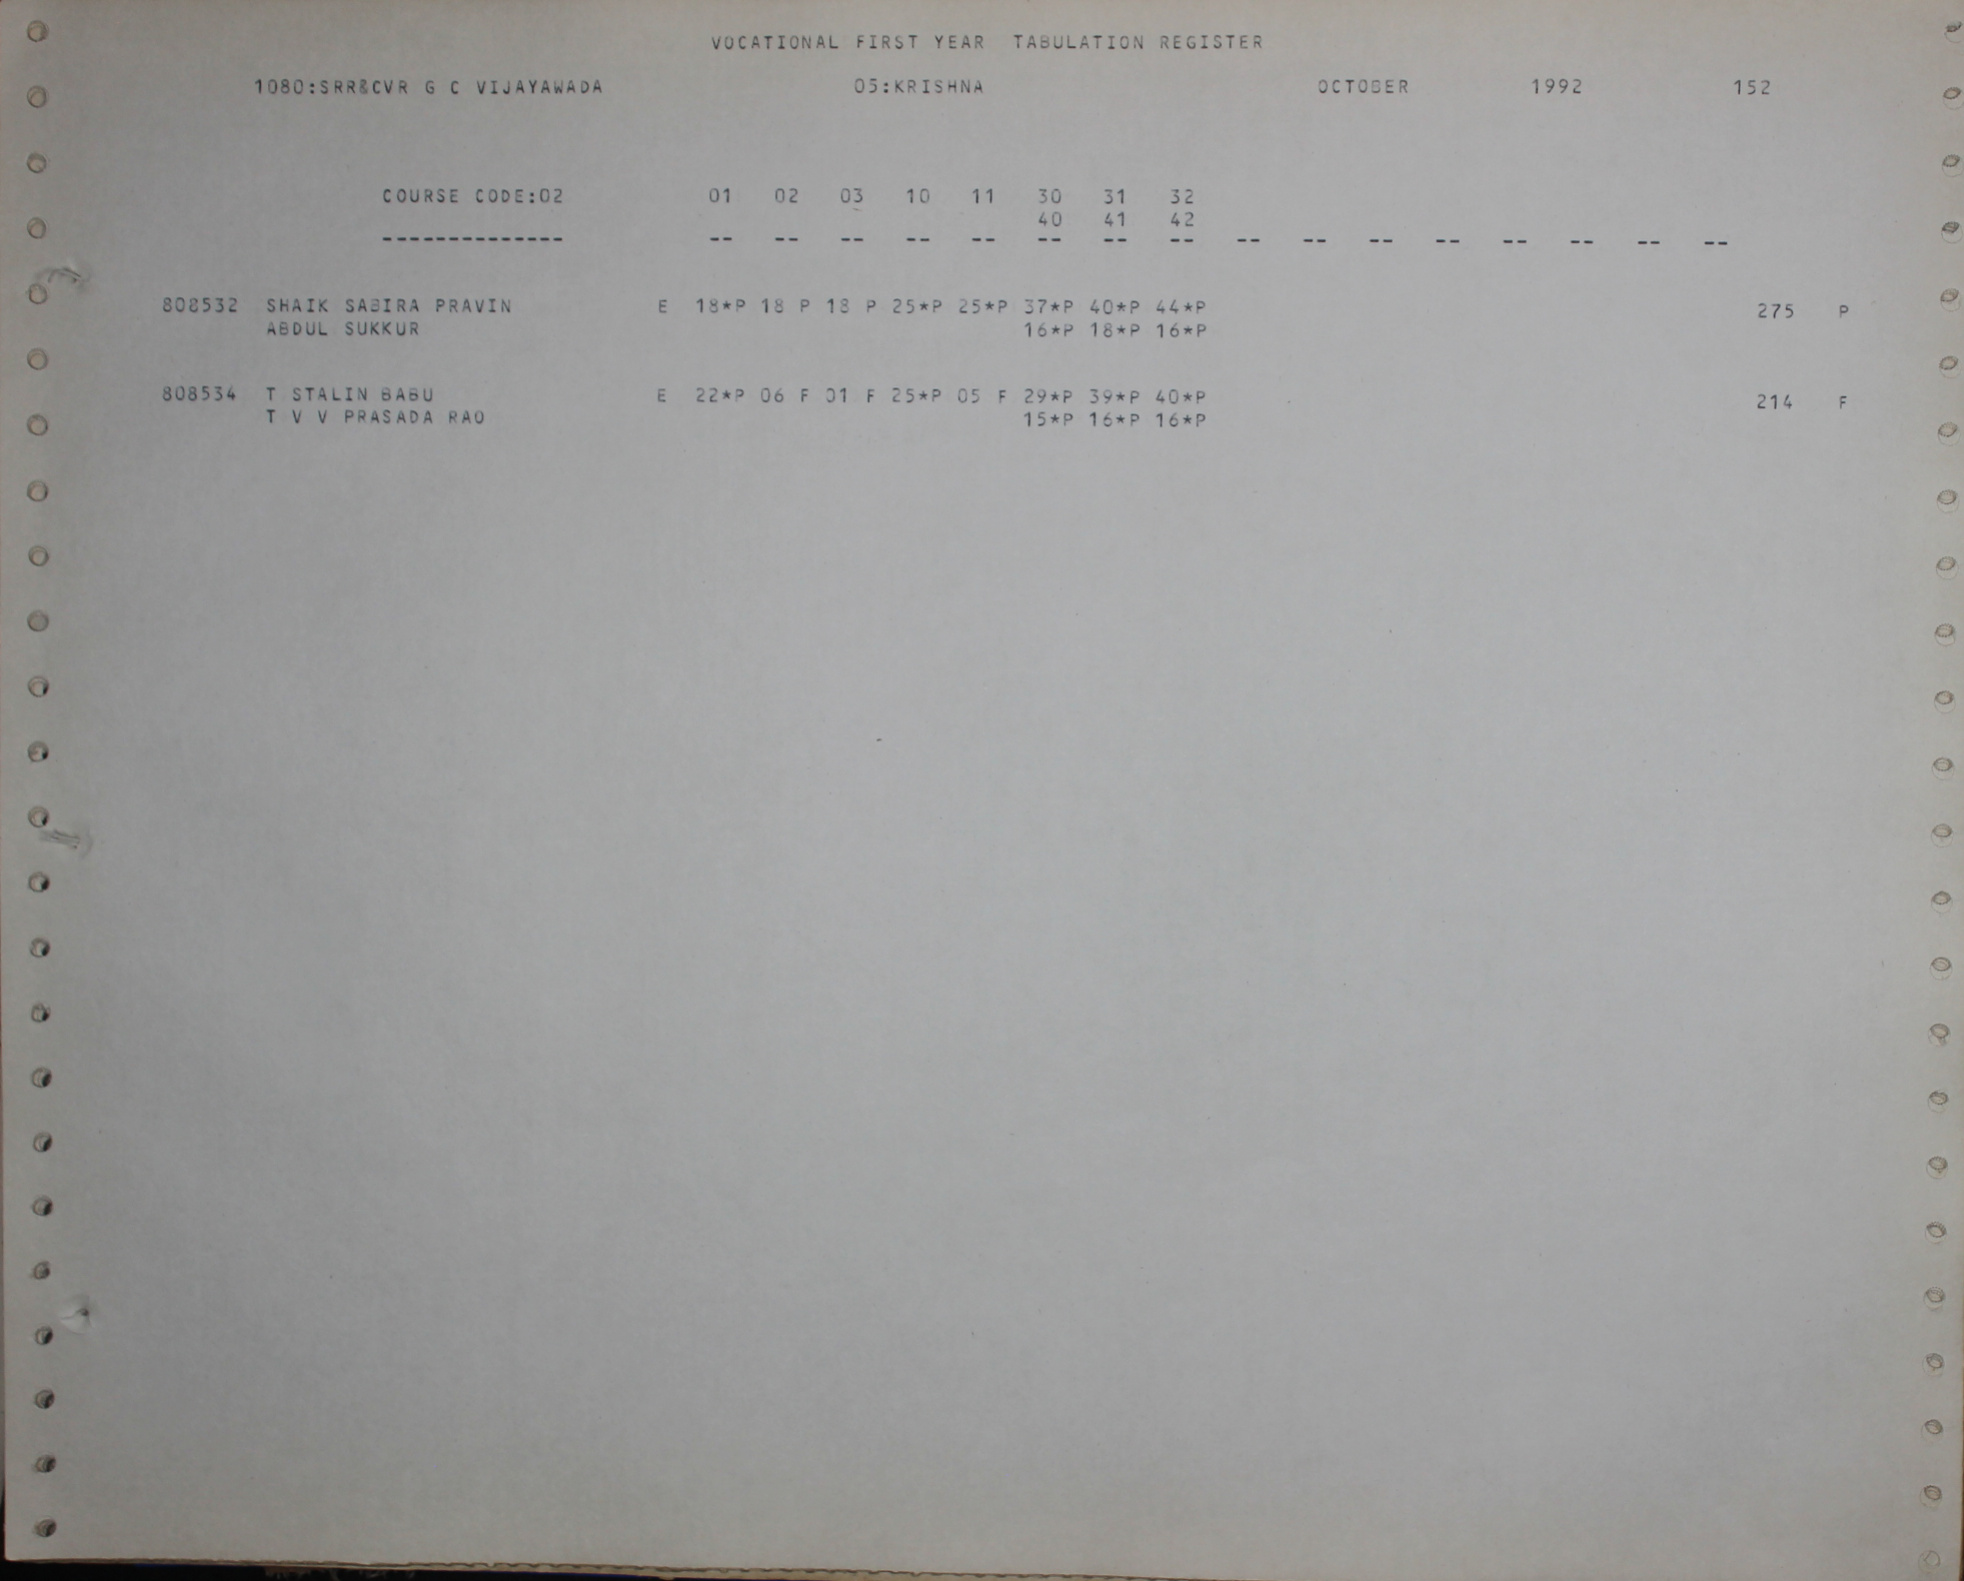 VOCATIONAL FIRST YEAR TABULATION REGISTER
1080:SRR&CVR G C VIJAYAWADA 05:KRISHNA OCTOBER 1992 152
COURSE CODE:02 01 02 03 10 11 30 31 32
40 41 42
-------------- -- -- -- -- -- -- -- -- -- -- -- -- -- -- -- --
808532 SHAIK SABIRA PRAVIN E 18*P 18 P 18 P 25*P 25*P 37*P 40*P 44*P 275 P
ABDUL SUKKUR 16*P 18*P 16*P
808534 T STALIN BABU E 22*P 06 F 01 F 25*P 05 F 29*P 39*P 40*P 214 F
T V V PRASADA RAO 15*P 16*P 16*P